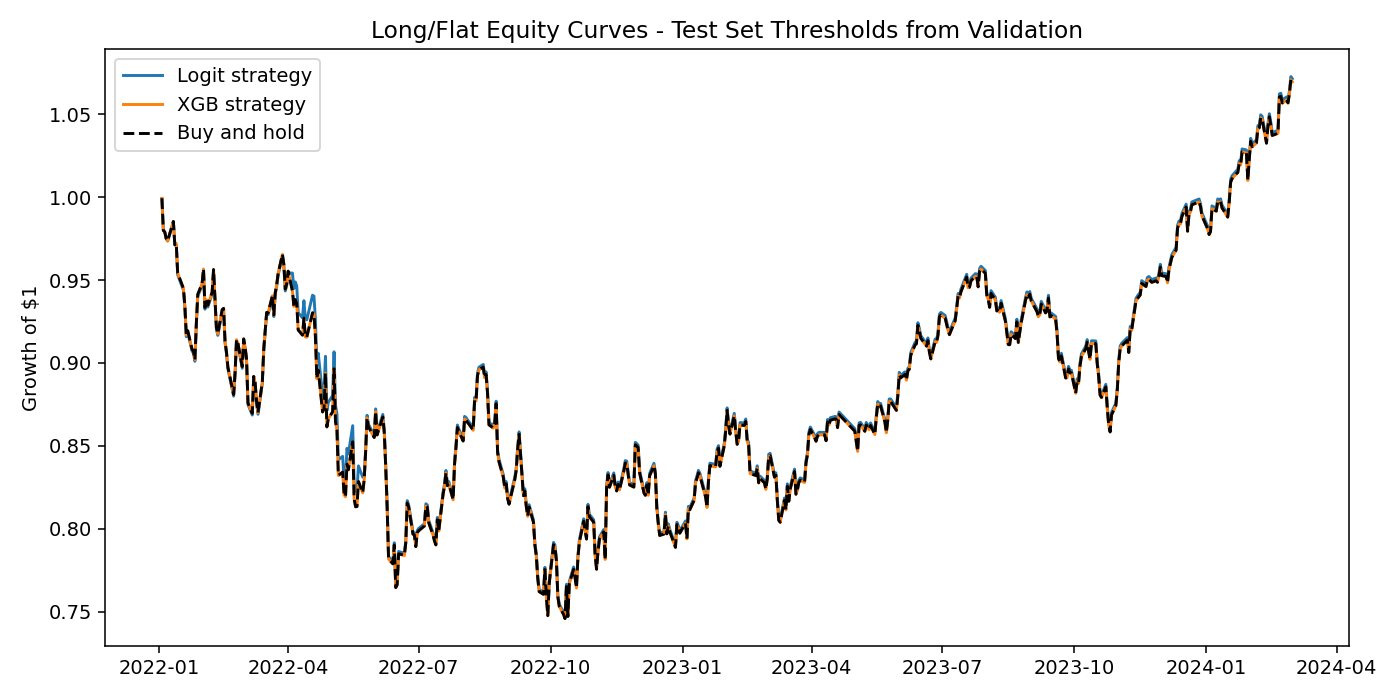 Long/Flat Equity Curves - Test Set Thresholds from Validation
Logit strategy
XGB strategy
Buy and hold
Growth of $1
1.05
1.00
0.95
0.90
0.85
0.80
0.75
2022-01 2022-04 2022-07 2022-10 2023-01 2023-04 2023-07 2023-10 2024-01 2024-04